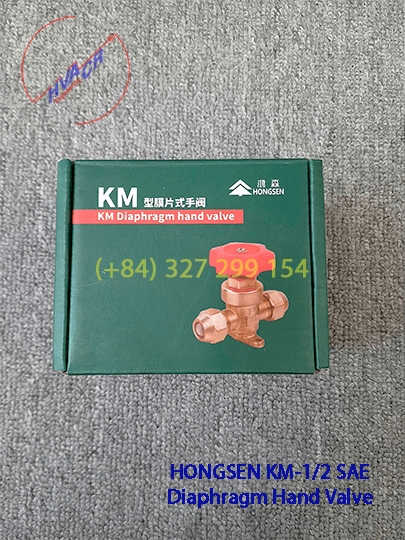 HVACR
鴻森
HONGSEN
KM 型膜片式手阀
KM Diaphragm hand valve
(+84) 327 299 154
HONGSEN KM-1/2 SAE
Diaphragm Hand Valve